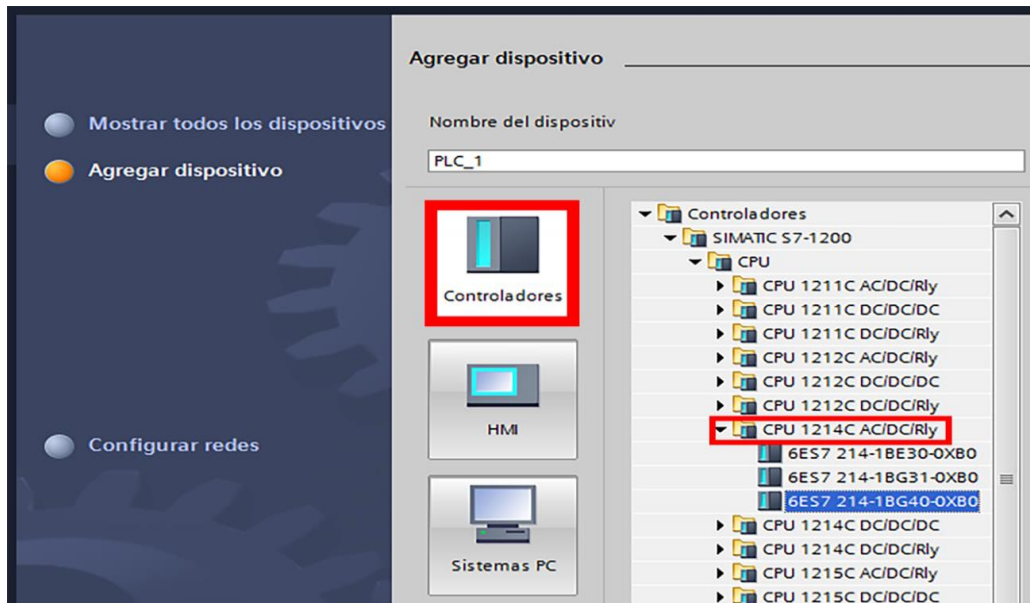 Agregar dispositivo
Mostrar todos los dispositivos
Agregar dispositivo
Configurar redes
Nombre del dispositiv
PLC_1
Controladores
HMI
Sistemas PC
Controladores
SIMATIC S7-1200
CPU
CPU 1211C AC/DC/Rly
CPU 1211C DC/DC/DC
CPU 1211C DC/DC/Rly
CPU 1212C AC/DC/Rly
CPU 1212C DC/DC/DC
CPU 1212C DC/DC/Rly
CPU 1214C AC/DC/Rly
6ES7 214-1BE30-0XB0
6ES7 214-1BG31-0XB0
6ES7 214-1BG40-0XB0
CPU 1214C DC/DC/DC
CPU 1214C DC/DC/Rly
CPU 1215C AC/DC/Rly
CPU 1215C DC/DC/DC